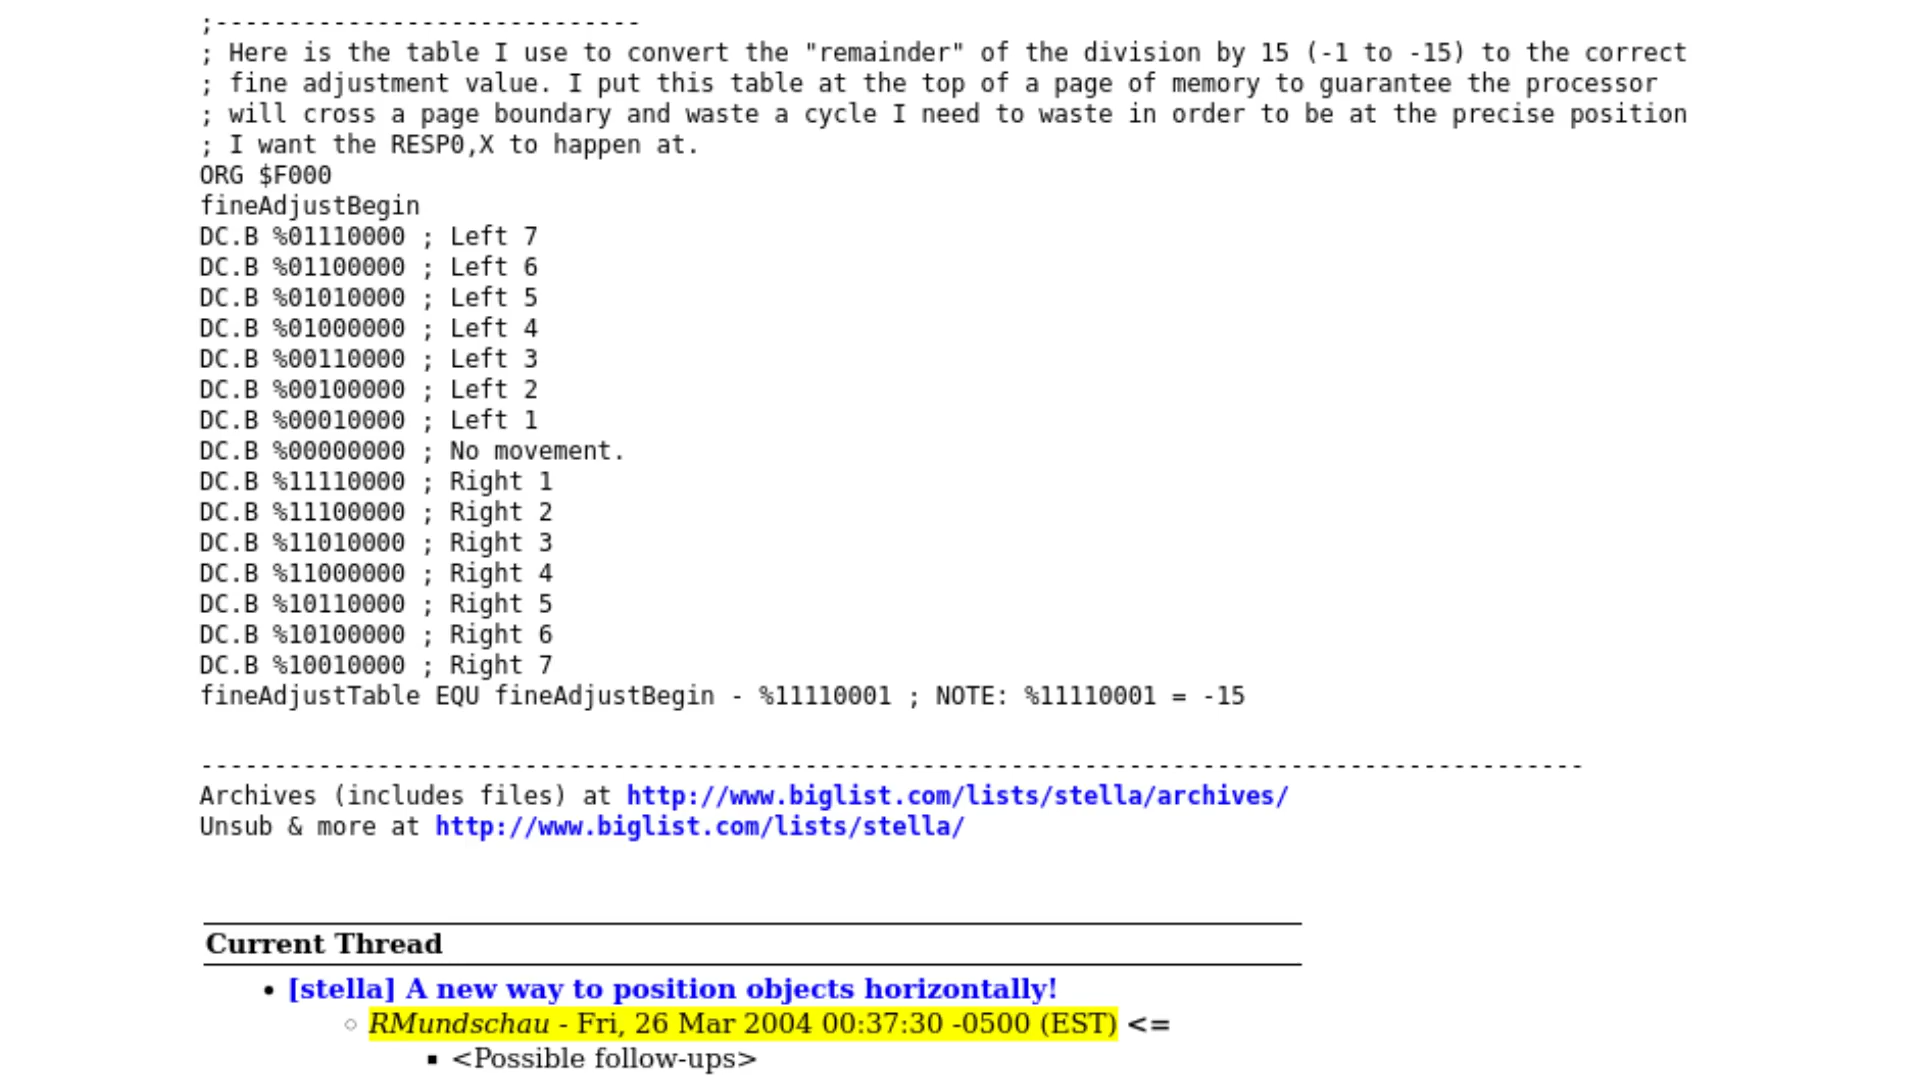 ;-----------------------------
; Here is the table I use to convert the "remainder" of the division by 15 (-1 to -15) to the correct
; fine adjustment value. I put this table at the top of a page of memory to guarantee the processor
; will cross a page boundary and waste a cycle I need to waste in order to be at the precise position
; I want the RESP0,X to happen at.
ORG $F000
fineAdjustBegin
DC.B %01110000 ; Left 7
DC.B %01100000 ; Left 6
DC.B %01010000 ; Left 5
DC.B %01000000 ; Left 4
DC.B %00110000 ; Left 3
DC.B %00100000 ; Left 2
DC.B %00010000 ; Left 1
DC.B %00000000 ; No movement.
DC.B %11110000 ; Right 1
DC.B %11100000 ; Right 2
DC.B %11010000 ; Right 3
DC.B %11000000 ; Right 4
DC.B %10110000 ; Right 5
DC.B %10100000 ; Right 6
DC.B %10010000 ; Right 7
fineAdjustTable EQU fineAdjustBegin - %11110001 ; NOTE: %11110001 = -15
----------------------------------------------------------------------------------------------
Archives (includes files) at http://www.biglist.com/lists/stella/archives/
Unsub & more at http://www.biglist.com/lists/stella/
Current Thread
• [stella] A new way to position objects horizontally!
○ RMundschau - Fri, 26 Mar 2004 00:37:30 -0500 (EST) <=
▪ <Possible follow-ups>